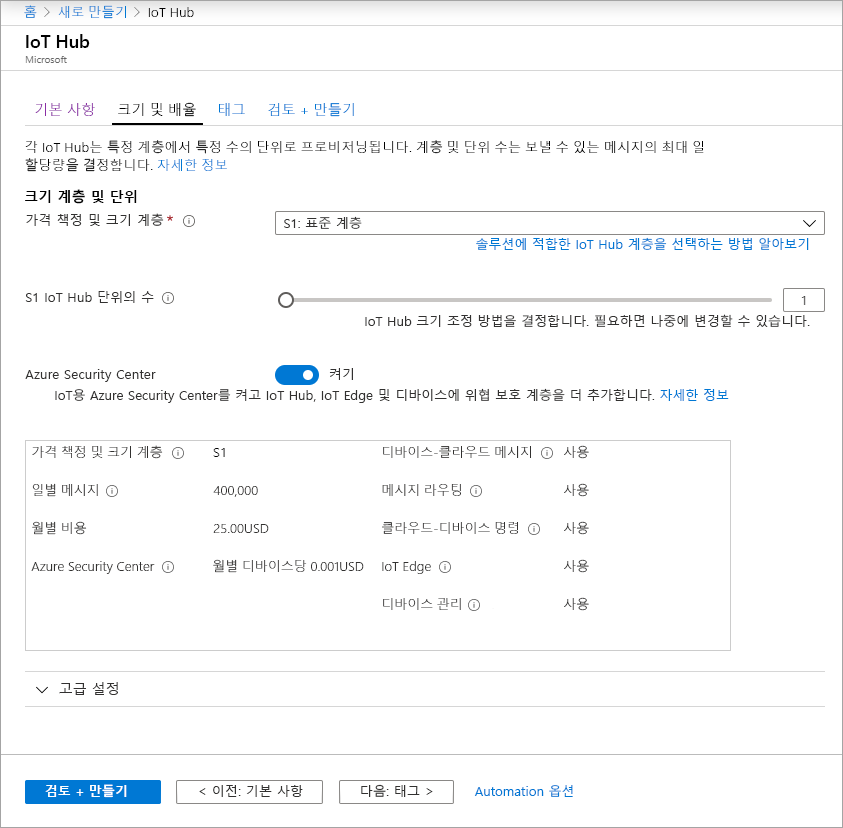 홈 > 새로 만들기 > IoT Hub
IoT Hub
Microsoft
기본 사항 크기 및 배율 태그 검토 + 만들기
각 IoT Hub는 특정 계층에서 특정 수의 단위로 프로비저닝됩니다. 계층 및 단위 수는 보낼 수 있는 메시지의 최대 일
할당량을 결정합니다. 자세한 정보
크기 계층 및 단위
가격 책정 및 크기 계층 * S1: 표준 계층
솔루션에 적합한 IoT Hub 계층을 선택하는 방법 알아보기
S1 IoT Hub 단위의 수 1
IoT Hub 크기 조정 방법을 결정합니다. 필요하면 나중에 변경할 수 있습니다.
Azure Security Center 켜기
IoT용 Azure Security Center를 켜고 IoT Hub, IoT Edge 및 디바이스에 위협 보호 계층을 더 추가합니다. 자세한 정보
가격 책정 및 크기 계층 S1 디바이스-클라우드 메시지 사용
일별 메시지 400,000 메시지 라우팅 사용
월별 비용 25.00USD 클라우드-디바이스 명령 사용
Azure Security Center 월별 디바이스당 0.001USD IoT Edge 사용
디바이스 관리 사용
고급 설정
검토 + 만들기 < 이전: 기본 사항 다음: 태그 > Automation 옵션